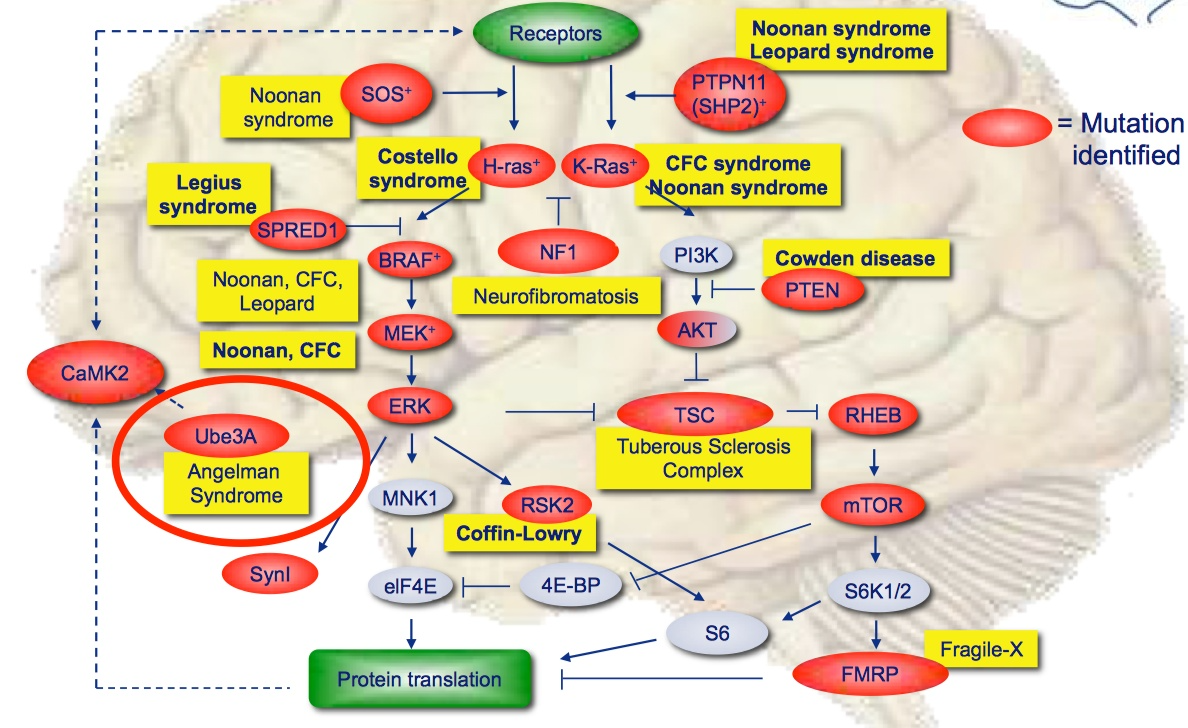 Receptors
Noonan syndrome
Leopard syndrome
SOS+
Noonan
syndrome
PTPN11
(SHP2)+
= Mutation
identified
Costello
syndrome
H-ras+
K-Ras+
CFC syndrome
Noonan syndrome
Legius
syndrome
SPRED1
BRAF+
NF1
PI3K
Cowden disease
PTEN
Noonan, CFC,
Leopard
Neurofibromatosis
MEK+
AKT
Noonan, CFC
CaMK2
ERK
TSC
RHEB
Ube3A
Angelman
Syndrome
Tuberous Sclerosis
Complex
MNK1
RSK2
mTOR
Coffin-Lowry
SynI
eIF4E
4E-BP
S6K1/2
S6
Fragile-X
Protein translation
FMRP